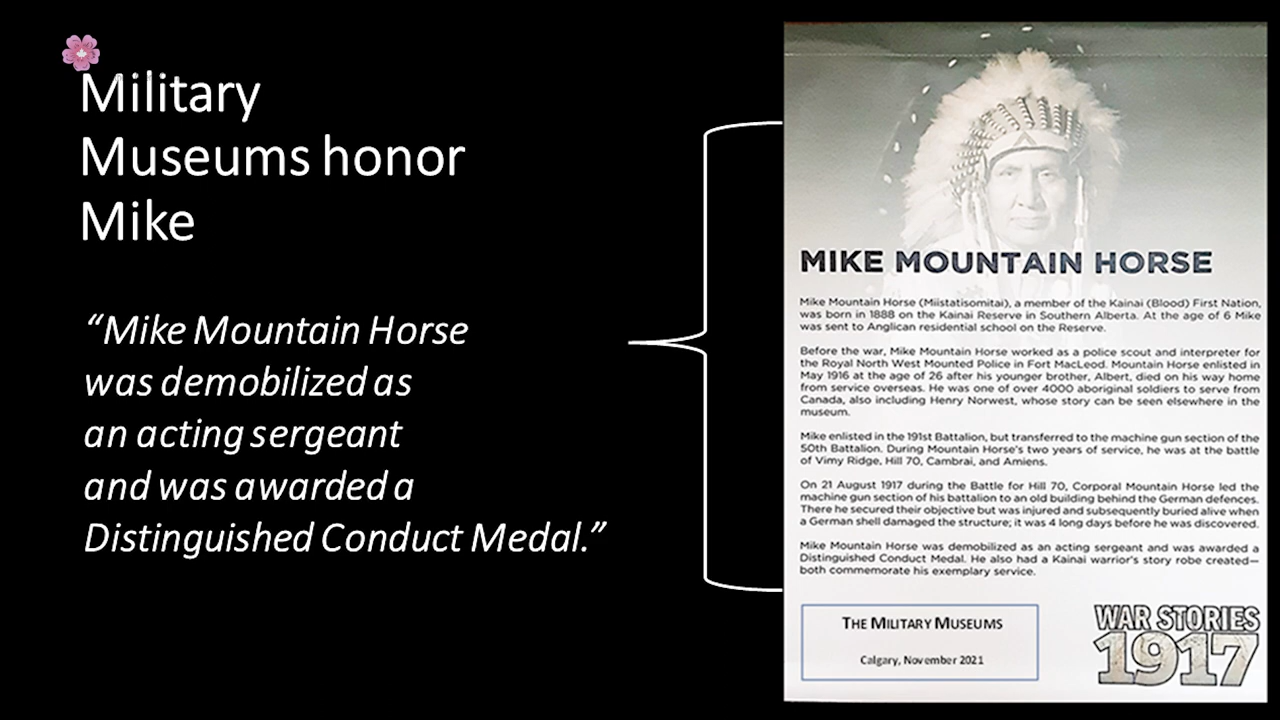 Military
Museums honor
Mike
“Mike Mountain Horse
was demobilized as
an acting sergeant
and was awarded a
Distinguished Conduct Medal.”
MIKE MOUNTAIN HORSE
Mike Mountain Horse (Miistatisomitai), a member of the Kainai (Blood) First Nation,
was born in 1888 on the Kainai Reserve in Southern Alberta. At the age of 6 Mike
was sent to Anglican residential school on the Reserve.
Before the war, Mike Mountain Horse worked as a police scout and interpreter for
the Royal North West Mounted Police in Fort MacLeod. Mountain Horse enlisted in
May 1916 at the age of 26 after his younger brother, Albert, died on his way home
from service overseas. He was one of over 4000 aboriginal soldiers to serve from
Canada, also including Henry Norwest, whose story can be seen elsewhere in the
museum.
Mike enlisted in the 191st Battalion, but transferred to the machine gun section of the
50th Battalion. During Mountain Horse's two years of service, he was at the battle
of Vimy Ridge, Hill 70, Cambrai, and Amiens.
On 21 August 1917 during the Battle for Hill 70, Corporal Mountain Horse led the
machine gun section of his battalion to an old building behind the German defences.
There he secured their objective but was injured and subsequently buried alive when
a German shell damaged the structure; it was 4 long days before he was discovered.
Mike Mountain Horse was demobilized as an acting sergeant and was awarded a
Distinguished Conduct Medal. He also had a Kainai warrior's story robe created—
both commemorate his exemplary service.
THE MILITARY MUSEUMS
Calgary, November 2021
WAR STORIES
1917